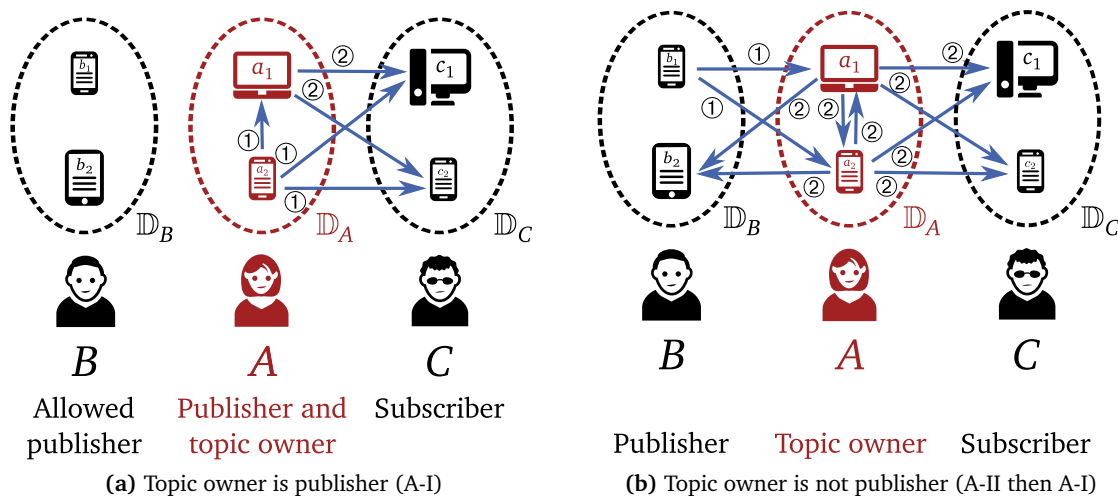 b1
a1
②
c1
②
①
①
b2
a2
①
c2
𝔻B
𝔻A
𝔻C
B
A
C
Allowed
publisher
Publisher and
topic owner
Subscriber
(a) Topic owner is publisher (A-I)
b1
①
a1
②
c1
①
②
②
②
②
b2
a2
②
②
c2
𝔻B
𝔻A
𝔻C
B
A
C
Publisher
Topic owner
Subscriber
(b) Topic owner is not publisher (A-II then A-I)